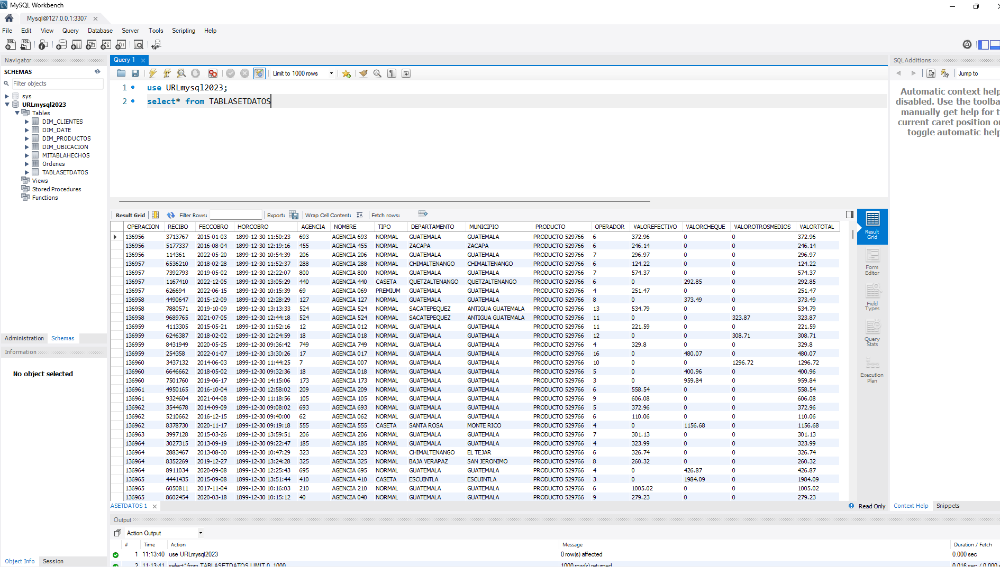 MySQL Workbench
Mysql@127.0.0.1:3307
File Edit View Query Database Server Tools Scripting Help
Navigator
SCHEMAS
Filter objects
sys
URLmysql2023
Tables
DIM_CLIENTES
DIM_DATE
DIM_PRODUCTOS
DIM_UBICACION
MITABLAHECHOS
Ordenes
TABLASETDATOS
Views
Stored Procedures
Functions
Administration Schemas
Information
No object selected
Object Info Session
Query 1
Limit to 1000 rows
1 use URLmysql2023;
2 select* from TABLASETDATOS
Result Grid Filter Rows: Export: Wrap Cell Content: Fetch rows:
OPERACION RECIBO FECCOBRO HORCOBRO AGENCIA NOMBRE TIPO DEPARTAMENTO MUNICIPIO PRODUCTO OPERADOR VALOREFECTIVO VALORCHEQUE VALOROTROSMEDIOS VALORTOTAL
136956 3713767 2015-01-03 1899-12-30 11:50:23 693 AGENCIA 693 NORMAL GUATEMALA GUATEMALA PRODUCTO 529766 6 372.96 0 0 372.96
136956 5177337 2016-08-04 1899-12-30 12:19:16 455 AGENCIA 455 NORMAL ZACAPA ZACAPA PRODUCTO 529766 6 246.14 0 0 246.14
136956 114361 2022-05-20 1899-12-30 10:54:39 206 AGENCIA 206 NORMAL GUATEMALA GUATEMALA PRODUCTO 529766 7 296.97 0 0 296.97
136957 6536210 2018-02-28 1899-12-30 11:52:37 288 AGENCIA 288 NORMAL CHIMALTENANGO CHIMALTENANGO PRODUCTO 529766 6 124.22 0 0 124.22
136957 7392793 2019-05-02 1899-12-30 12:22:07 800 AGENCIA 800 NORMAL GUATEMALA GUATEMALA PRODUCTO 529766 7 574.37 0 0 574.37
136957 1167410 2022-12-05 1899-12-30 13:05:29 440 AGENCIA 440 CASETA QUETZALTENANGO QUETZALTENANGO PRODUCTO 529766 6 0 292.85 0 292.85
136957 626694 2022-06-15 1899-12-30 10:15:39 69 AGENCIA 069 PREMIUM GUATEMALA GUATEMALA PRODUCTO 529766 4 251.47 0 0 251.47
136958 4490647 2015-12-09 1899-12-30 12:28:29 127 AGENCIA 127 NORMAL GUATEMALA GUATEMALA PRODUCTO 529766 8 0 373.49 0 373.49
136958 7880571 2019-10-09 1899-12-30 13:13:33 524 AGENCIA 524 NORMAL SACATEPEQUEZ ANTIGUA GUATEMALA PRODUCTO 529766 13 534.79 0 0 534.79
136958 9689765 2021-07-05 1899-12-30 12:44:18 524 AGENCIA 524 NORMAL SACATEPEQUEZ ANTIGUA GUATEMALA PRODUCTO 529766 11 0 0 323.87 323.87
136959 4113305 2015-05-21 1899-12-30 11:52:16 12 AGENCIA 012 NORMAL GUATEMALA GUATEMALA PRODUCTO 529766 11 221.59 0 0 221.59
136959 6246387 2018-02-02 1899-12-30 12:24:59 18 AGENCIA 018 NORMAL GUATEMALA GUATEMALA PRODUCTO 529766 12 0 0 308.71 308.71
136959 8431949 2020-05-25 1899-12-30 09:36:42 749 AGENCIA 749 NORMAL GUATEMALA GUATEMALA PRODUCTO 529766 4 329.8 0 0 329.8
136959 254358 2022-01-07 1899-12-30 13:30:26 17 AGENCIA 017 NORMAL GUATEMALA GUATEMALA PRODUCTO 529766 16 0 480.07 0 480.07
136960 3437132 2014-06-03 1899-12-30 11:44:25 7 AGENCIA 007 NORMAL GUATEMALA GUATEMALA PRODUCTO 529766 10 0 0 1296.72 1296.72
136960 6646662 2018-05-02 1899-12-30 09:32:36 18 AGENCIA 018 NORMAL GUATEMALA GUATEMALA PRODUCTO 529766 5 0 400.96 0 400.96
136960 7501760 2019-06-17 1899-12-30 14:15:06 173 AGENCIA 173 NORMAL GUATEMALA GUATEMALA PRODUCTO 529766 3 0 959.84 0 959.84
136961 4950165 2016-10-04 1899-12-30 12:58:02 209 AGENCIA 209 NORMAL GUATEMALA GUATEMALA PRODUCTO 529766 6 558.54 0 0 558.54
136961 9324604 2021-04-08 1899-12-30 11:18:56 105 AGENCIA 105 NORMAL GUATEMALA GUATEMALA PRODUCTO 529766 9 606.08 0 0 606.08
136962 3544678 2014-09-09 1899-12-30 09:08:02 693 AGENCIA 693 NORMAL GUATEMALA GUATEMALA PRODUCTO 529766 5 372.96 0 0 372.96
136962 5210662 2016-12-15 1899-12-30 09:40:00 62 AGENCIA 062 NORMAL GUATEMALA GUATEMALA PRODUCTO 529766 6 110.06 0 0 110.06
136962 8378730 2020-11-17 1899-12-30 09:19:18 555 AGENCIA 555 CASETA SANTA ROSA MONTE RICO PRODUCTO 529766 4 0 1156.68 0 1156.68
136963 3997128 2015-03-26 1899-12-30 13:59:51 206 AGENCIA 206 NORMAL GUATEMALA GUATEMALA PRODUCTO 529766 7 301.13 0 0 301.13
136964 3027315 2013-09-19 1899-12-30 09:22:47 185 AGENCIA 185 NORMAL GUATEMALA GUATEMALA PRODUCTO 529766 4 323.99 0 0 323.99
136964 2883467 2013-08-30 1899-12-30 10:47:29 323 AGENCIA 323 NORMAL CHIMALTENANGO EL TEJAR PRODUCTO 529766 6 326.74 0 0 326.74
136964 8352269 2019-12-27 1899-12-30 13:24:28 325 AGENCIA 325 NORMAL BAJA VERAPAZ SAN JERONIMO PRODUCTO 529766 8 260.32 0 0 260.32
136964 8911034 2020-09-08 1899-12-30 12:25:43 695 AGENCIA 695 NORMAL GUATEMALA GUATEMALA PRODUCTO 529766 4 0 426.87 0 426.87
136965 4441435 2015-09-08 1899-12-30 13:51:44 410 AGENCIA 410 CASETA ESCUINTLA ESCUINTLA PRODUCTO 529766 3 0 1984.09 0 1984.09
136965 6050811 2017-11-04 1899-12-30 10:16:03 210 AGENCIA 210 NORMAL GUATEMALA GUATEMALA PRODUCTO 529766 6 1005.02 0 0 1005.02
136965 8602454 2020-03-18 1899-12-30 10:15:12 40 AGENCIA 040 NORMAL GUATEMALA GUATEMALA PRODUCTO 529766 9 279.23 0 0 279.23
Result Grid
Form Editor
Field Types
Query Stats
Execution Plan
ASETDATOS 1
Read Only
SQLAdditions
Jump to
Automatic context help
disabled. Use the toolba
manually get help for t
current caret position o
toggle automatic help
Context Help Snippets
Output
Action Output
# Time Action Message Duration / Fetch
1 11:13:40 use URLmysql2023 0 row(s) affected 0.000 sec
2 11:13:41 select* from TABLASETDATOS LIMIT 0, 1000 1000 row(s) returned 0.016 sec / 0.000